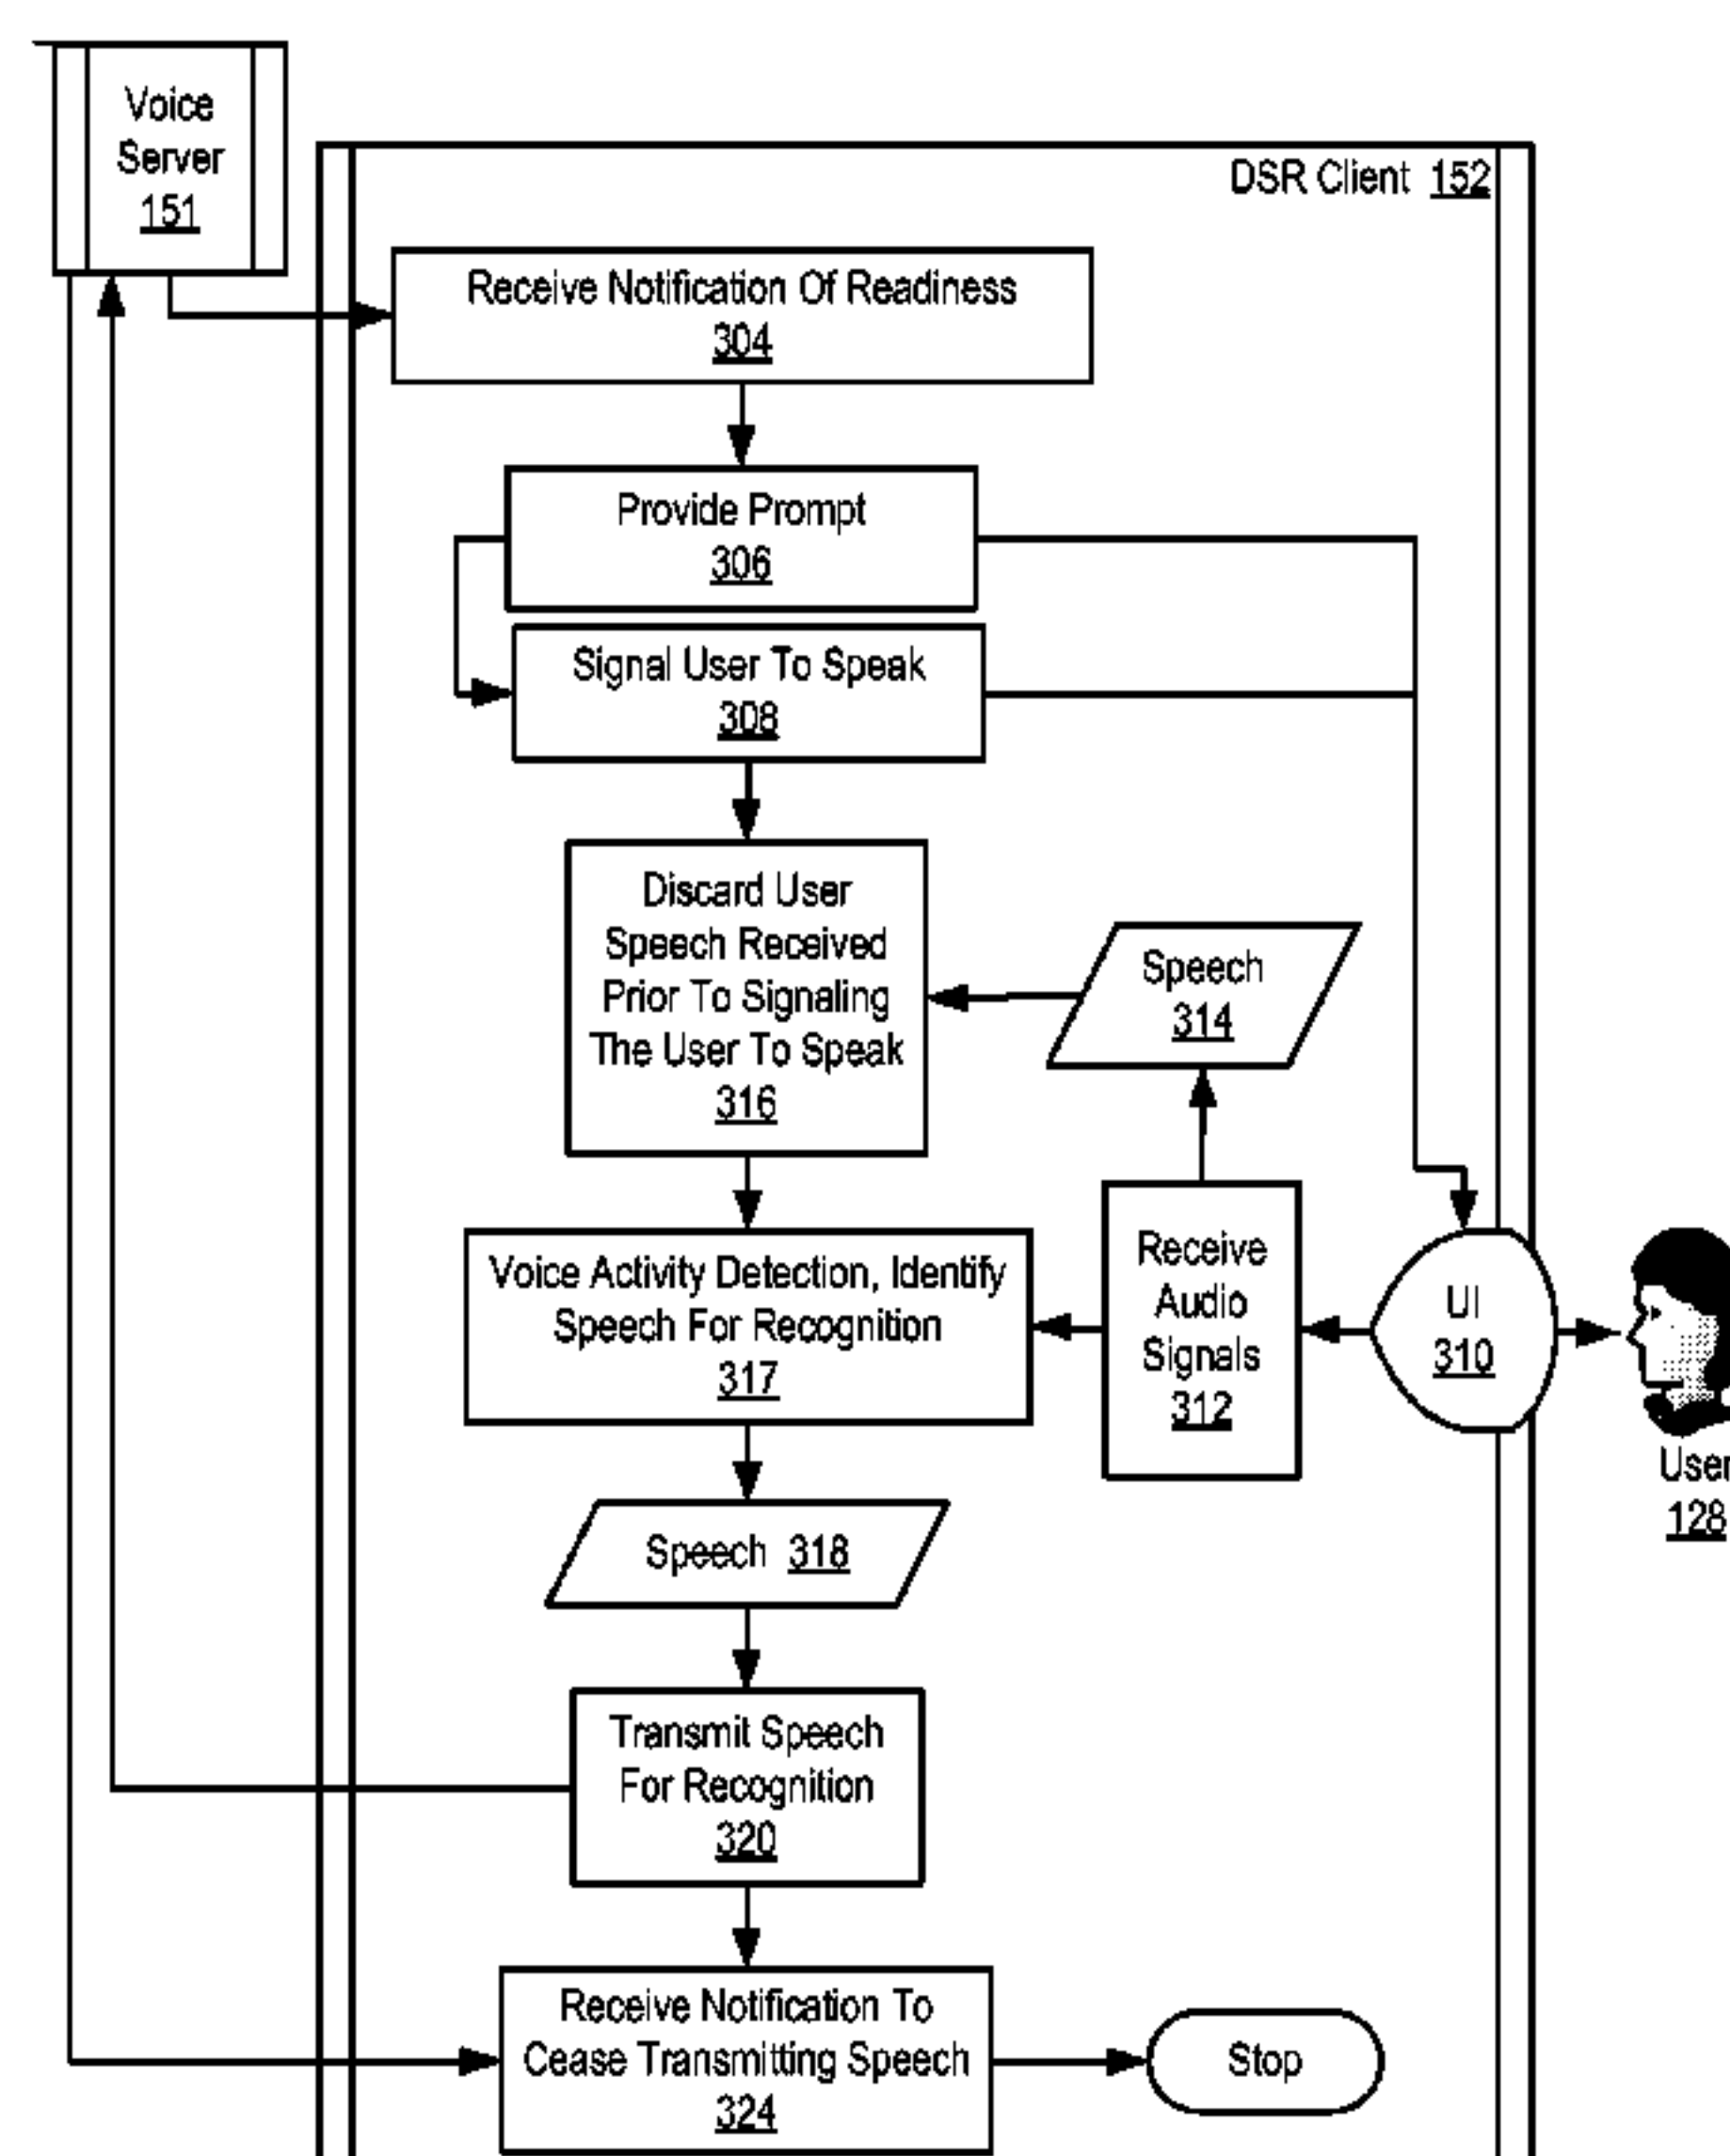 Voice
Server
151
DSR Client 152
Receive Notification Of Readiness
304
Provide Prompt
306
Signal User To Speak
308
Discard User
Speech Received
Prior To Signaling
The User To Speak
316
Speech
314
Receive
Audio
Signals
312
UI
310
User
128
Voice Activity Detection, Identify
Speech For Recognition
317
Speech 318
Transmit Speech
For Recognition
320
Receive Notification To
Cease Transmitting Speech
324
Stop